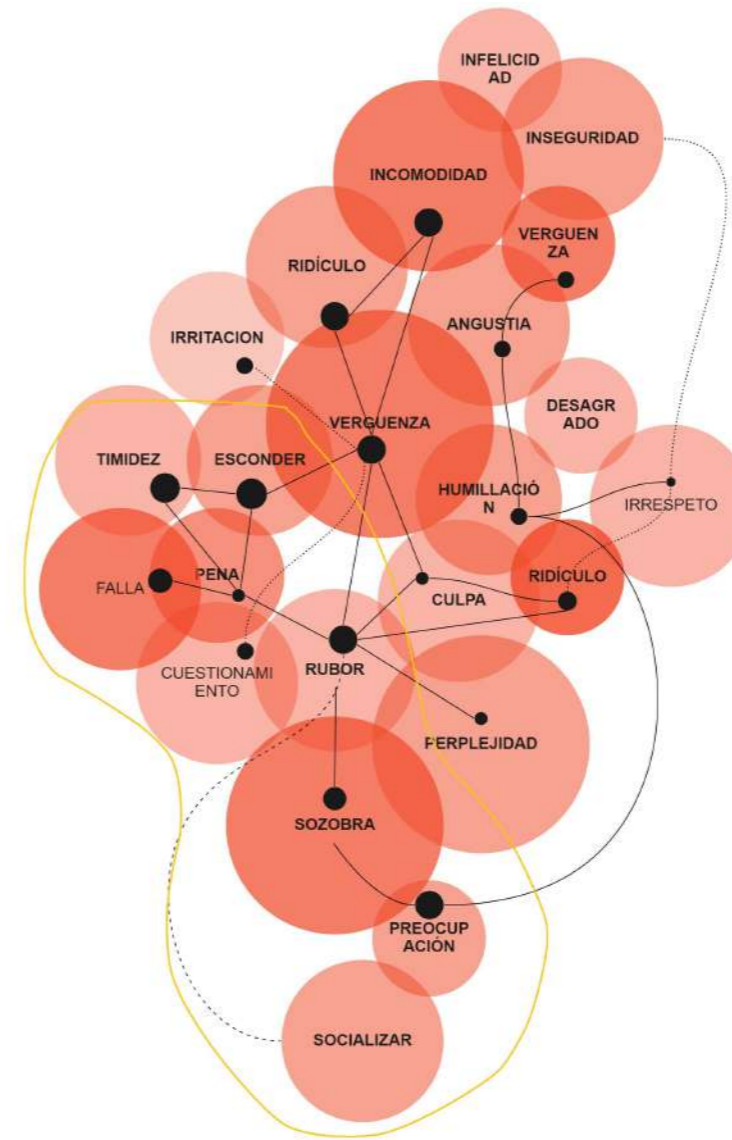 INFELICID
AD
INSEGURIDAD
INCOMODIDAD
VERGUEN
ZA
RIDÍCULO
ANGUSTIA
IRRITACION
DESAGR
ADO
VERGUENZA
TIMIDEZ
ESCONDER
HUMILLACIÓ
N
IRRESPETO
FALLA
PENA
CULPA
RIDÍCULO
CUESTIONAMI
ENTO
RUBOR
PERPLEJIDAD
SOZOBRA
PREOCUP
ACIÓN
SOCIALIZAR